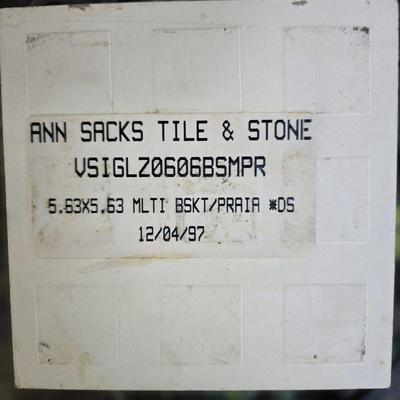 ANN SACKS TILE & STONE
VSIGLZ0606BSMPR
5.63X5.63 MLTI BSKT/PRAIA *DS
12/04/97